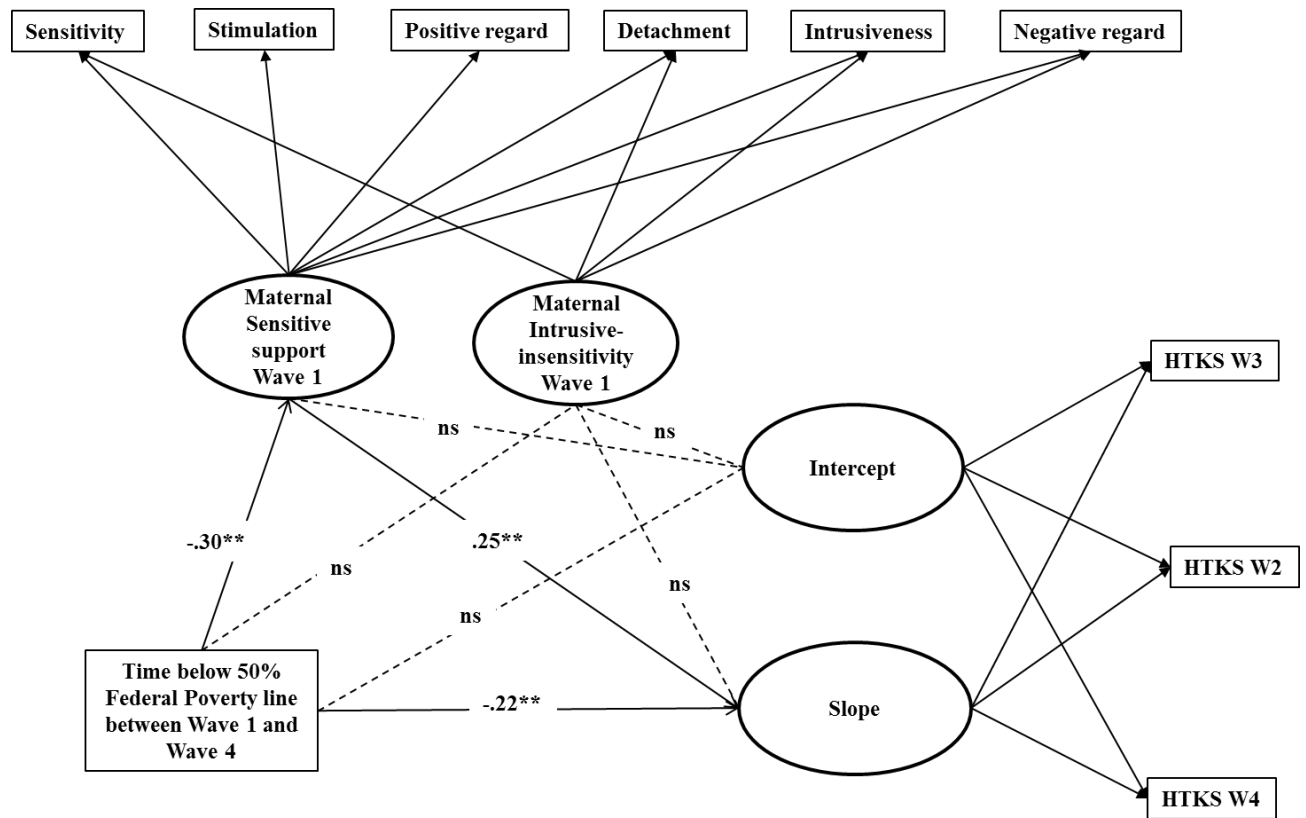 Sensitivity
Stimulation
Positive regard
Detachment
Intrusiveness
Negative regard
Maternal
Sensitive
support
Wave 1
Maternal
Intrusive-
insensitivity
Wave 1
HTKS W3
ns
ns
Intercept
-.30**
.25**
ns
ns
HTKS W2
ns
Time below 50%
Federal Poverty line
between Wave 1 and
Wave 4
-.22**
Slope
HTKS W4